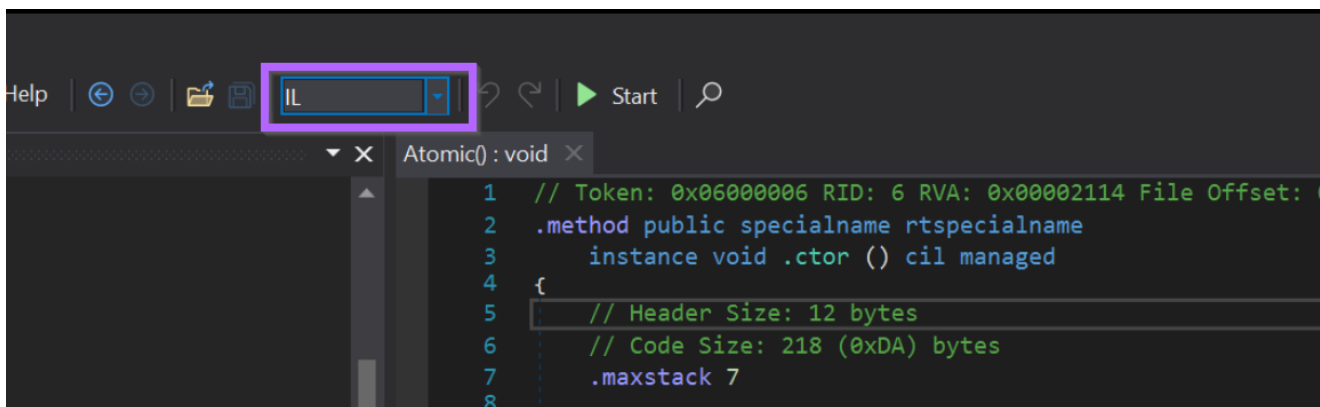 Help IL Start
Atomic() : void
1 // Token: 0x06000006 RID: 6 RVA: 0x00002114 File Offset:
2 .method public specialname rtspecialname
3 instance void .ctor () cil managed
4 {
5 // Header Size: 12 bytes
6 // Code Size: 218 (0xDA) bytes
7 .maxstack 7
8